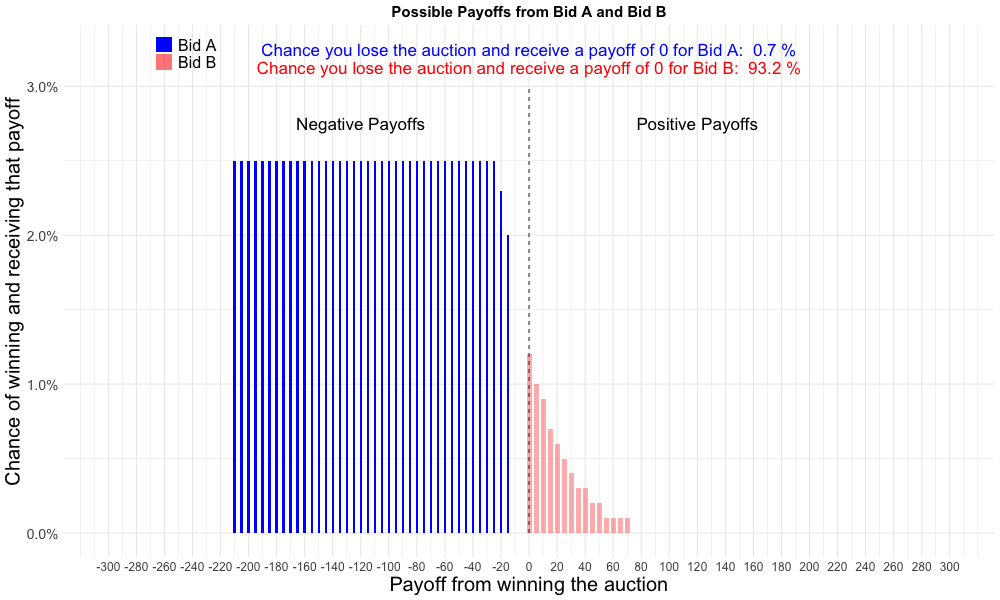 Possible Payoffs from Bid A and Bid B
Bid A
Bid B
Chance you lose the auction and receive a payoff of 0 for Bid A:  0.7 %
Chance you lose the auction and receive a payoff of 0 for Bid B:  93.2 %
Negative Payoffs
Positive Payoffs
Chance of winning and receiving that payoff
3.0%
2.0%
1.0%
0.0%
-300 -280 -260 -240 -220 -200 -180 -160 -140 -120 -100 -80 -60 -40 -20 0 20 40 60 80 100 120 140 160 180 200 220 240 260 280 300
Payoff from winning the auction